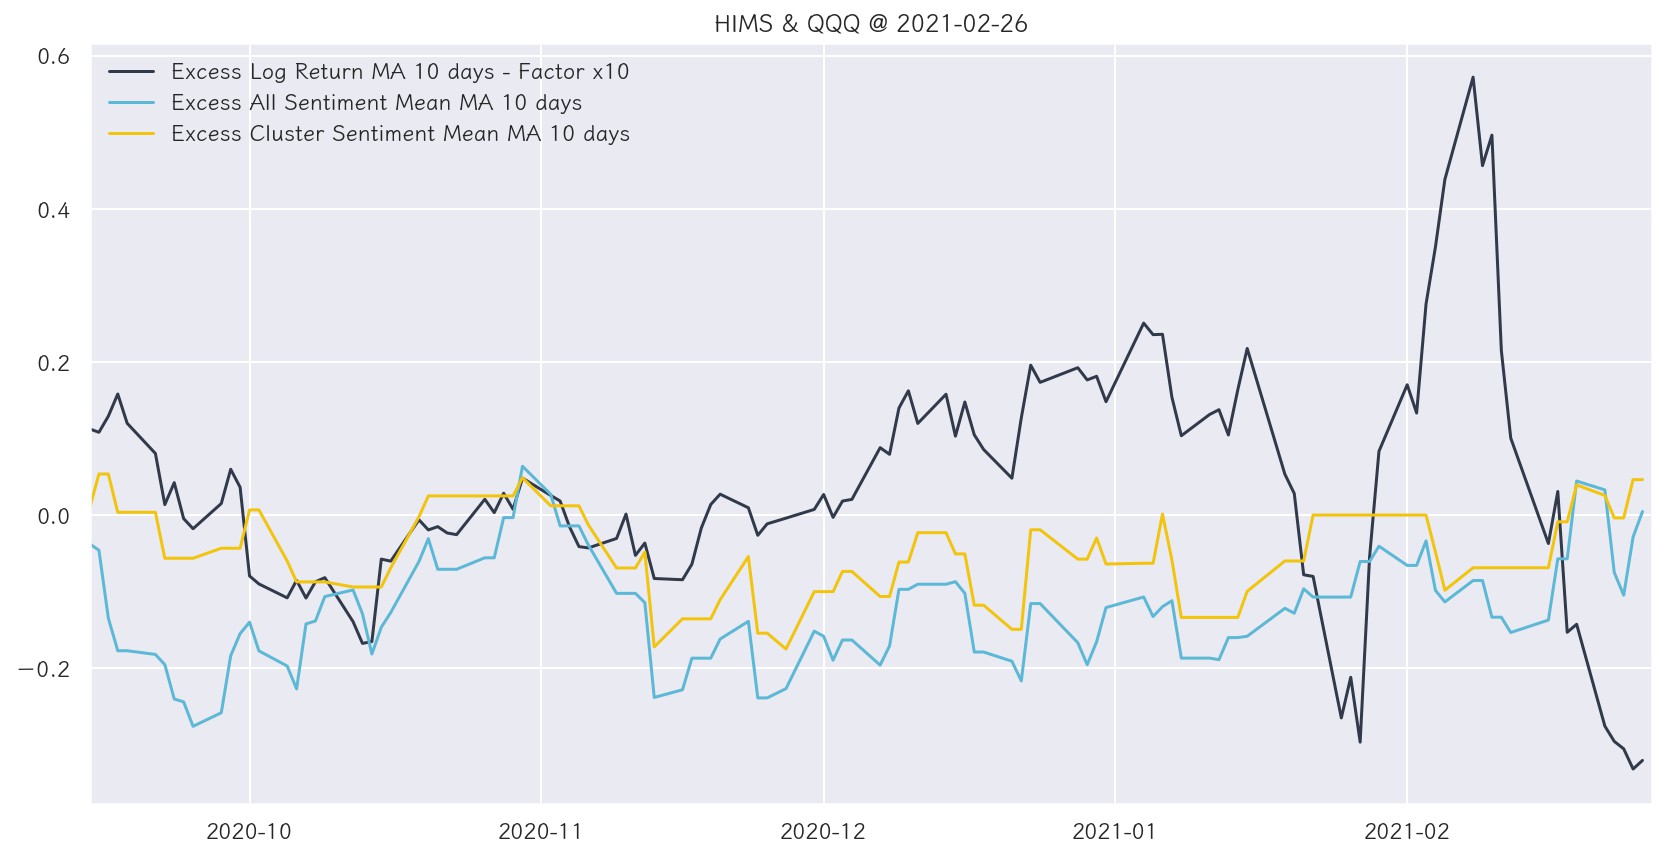 HIMS & QQQ @ 2021-02-26
Excess Log Return MA 10 days - Factor x10
Excess All Sentiment Mean MA 10 days
Excess Cluster Sentiment Mean MA 10 days
0.6
0.4
0.2
0.0
−0.2
2020-10 2020-11 2020-12 2021-01 2021-02